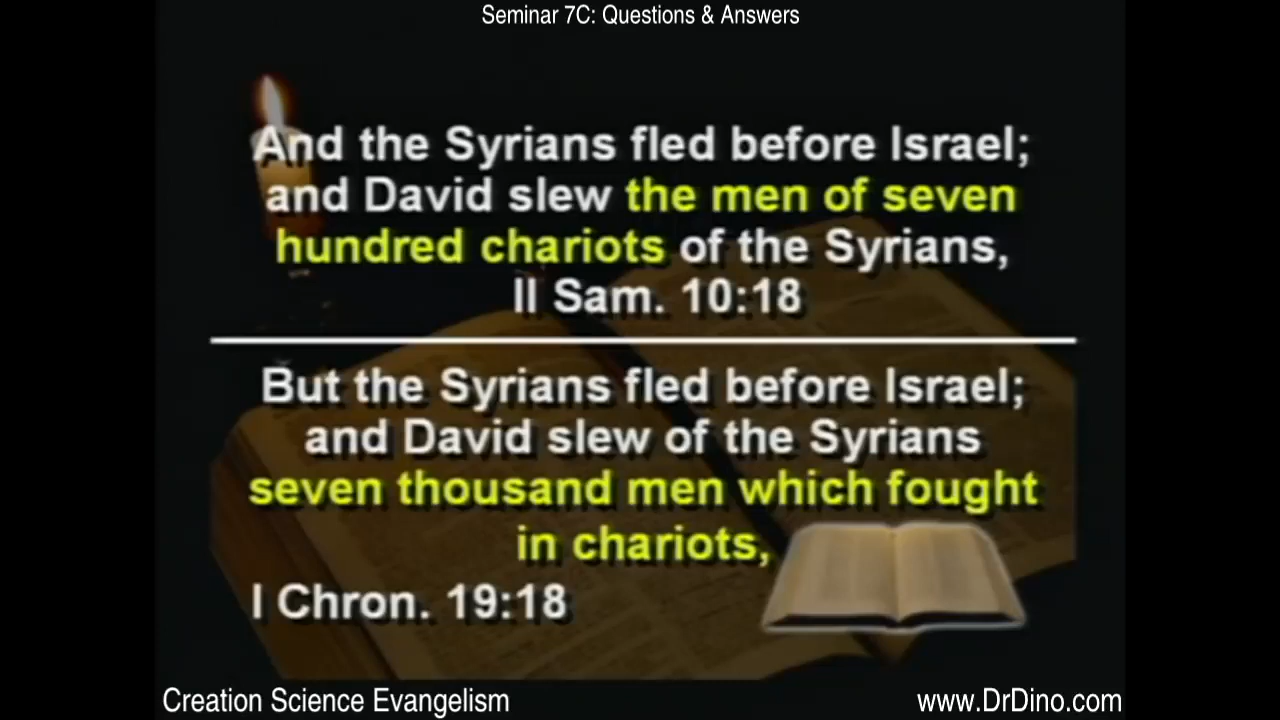 Seminar 7C: Questions & Answers
And the Syrians fled before Israel;
and David slew the men of seven
hundred chariots of the Syrians,
II Sam. 10:18
But the Syrians fled before Israel;
and David slew of the Syrians
seven thousand men which fought
in chariots,
I Chron. 19:18
Creation Science Evangelism
www.DrDino.com